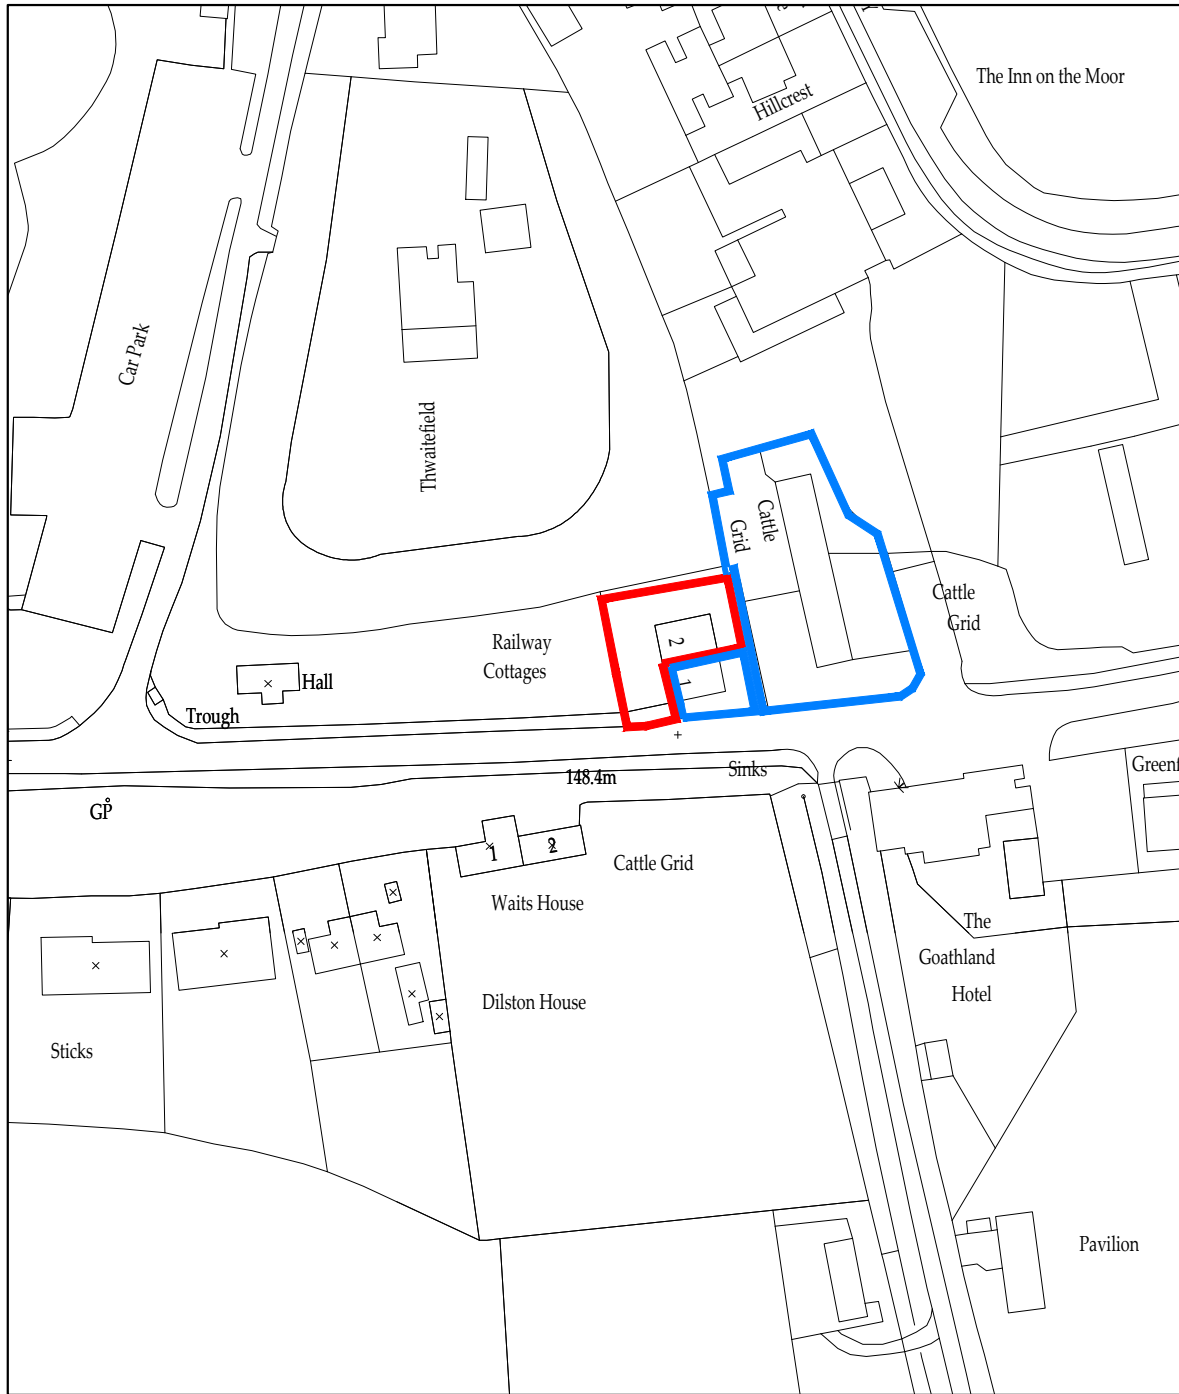 The Inn on the Moor
Hillcrest
Car Park
Thwaitefield
Cattle
Grid
Cattle
Grid
Railway
Cottages
2
1
Hall
Trough
148.4m
Sinks
GP
Greenf
1
2
Cattle Grid
Waits House
The
Goathland
Hotel
Dilston House
Sticks
Pavilion